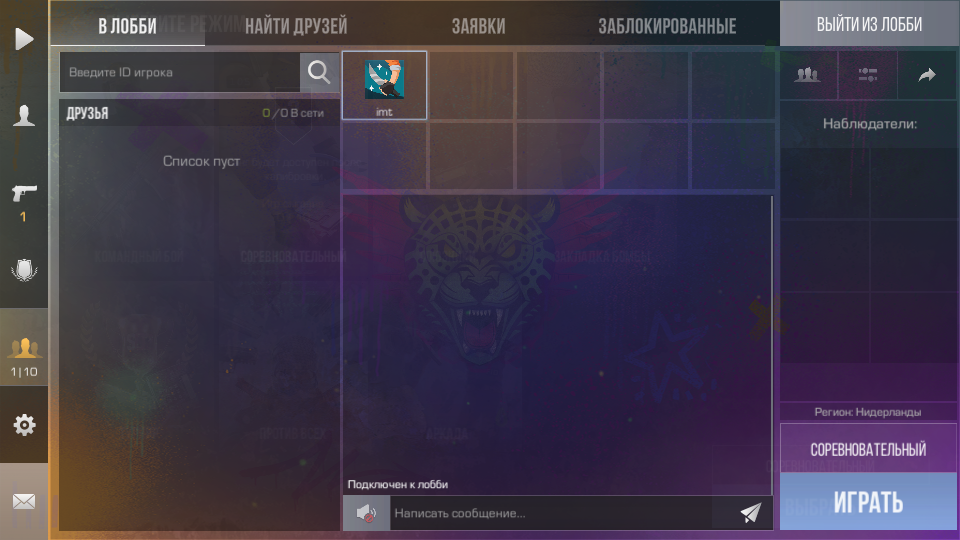 В ЛОББИ
НАЙТИ ДРУЗЕЙ
ЗАЯВКИ
ЗАБЛОКИРОВАННЫЕ
ВЫЙТИ ИЗ ЛОББИ
Введите ID игрока
ДРУЗЬЯ
0/0 В сети
Список пуст
imt
Наблюдатели:
1
1|10
СОРЕВНОВАТЕЛЬНЫЙ
Регион: Нидерланды
СОРЕВНОВАТЕЛЬНЫЙ
Подключен к лобби
Написать сообщение...
ИГРАТЬ